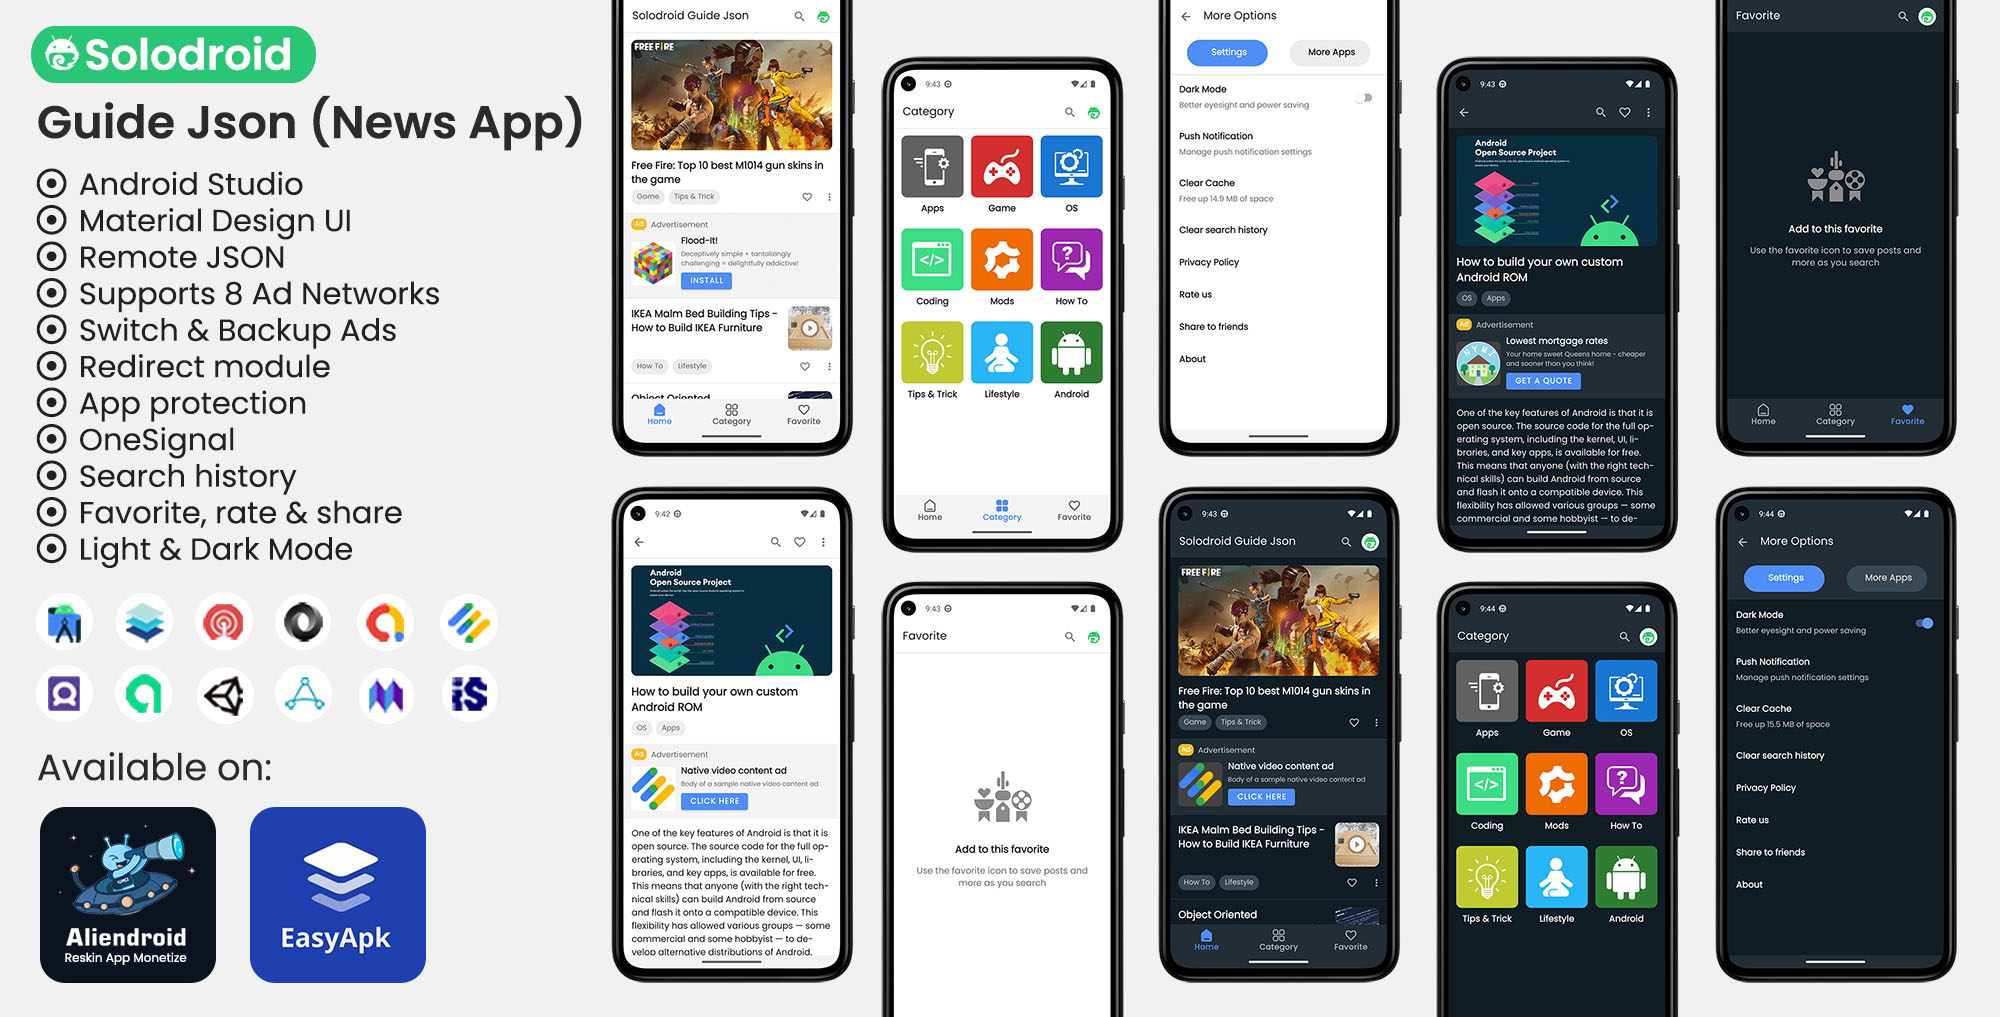 Solodroid
Guide Json (News App)
Android Studio
Material Design UI
Remote JSON
Supports 8 Ad Networks
Switch & Backup Ads
Redirect module
App protection
OneSignal
Search history
Favorite, rate & share
Light & Dark Mode
Available on:
Aliendroid
Reskin App Monetize
EasyApk
Solodroid Guide Json
FREE FIRE
Free Fire: Top 10 best M1014 gun skins in
the game
Game
Tips & Trick
Ad
Advertisement
Flood-It!
Deceptively simple + tantalizingly
challenging = delightfully addictive!
INSTALL
IKEA Malm Bed Building Tips -
How to Build IKEA Furniture
How To
Lifestyle
Object Oriented
Home
Category
Favorite
9:42
Android
Open Source Project
How to build your own custom
Android ROM
OS
Apps
Ad
Advertisement
Native video content ad
Body of a sample native video content ad
CLICK HERE
One of the key features of Android is that it is
open source. The source code for the full op-
erating system, including the kernel, UI, li-
braries, and key apps, is available for free.
This means that anyone (with the right tech-
nical skills) can build Android from source
and flash it onto a compatible device. This
flexibility has allowed various groups — some
commercial and some hobbyist — to de-
velop alternative distributions of Android.
9:43
Category
Apps
Game
OS
Coding
Mods
How To
Tips & Trick
Lifestyle
Android
Home
Category
Favorite
9:43
Favorite
Add to this favorite
Use the favorite icon to save posts and
more as you search
More Options
Settings
More Apps
Dark Mode
Better eyesight and power saving
Push Notification
Manage push notification settings
Clear Cache
Free up 14.9 MB of space
Clear search history
Privacy Policy
Rate us
Share to friends
About
9:43
Solodroid Guide Json
FREE FIRE
Free Fire: Top 10 best M1014 gun skins in
the game
Game
Tips & Trick
Ad
Advertisement
Native video content ad
Body of a sample native video content ad
CLICK HERE
IKEA Malm Bed Building Tips -
How to Build IKEA Furniture
How To
Lifestyle
Object Oriented
Home
Category
Favorite
9:43
Android
Open Source Project
How to build your own custom
Android ROM
OS
Apps
Ad
Advertisement
NYMJ
Lowest mortgage rates
Your home sweet Queens home - cheaper
and sooner than you think!
GET A QUOTE
One of the key features of Android is that it is
open source. The source code for the full op-
erating system, including the kernel, UI, li-
braries, and key apps, is available for free.
This means that anyone (with the right tech-
nical skills) can build Android from source
and flash it onto a compatible device. This
flexibility has allowed various groups — some
commercial and some hobbyist — to de-
9:44
Category
Apps
Game
OS
Coding
Mods
How To
Tips & Trick
Lifestyle
Android
Favorite
Add to this favorite
Use the favorite icon to save posts and
more as you search
Home
Category
Favorite
9:44
More Options
Settings
More Apps
Dark Mode
Better eyesight and power saving
Push Notification
Manage push notification settings
Clear Cache
Free up 15.5 MB of space
Clear search history
Privacy Policy
Rate us
Share to friends
About